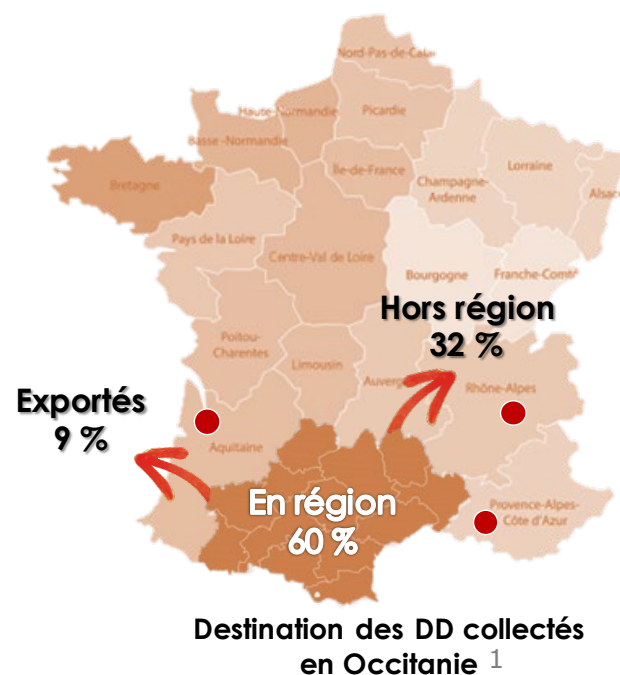 Nord-Pas-de-Calai
Haute-Normandie
Picardie
Basse-Normandie
Île-de-France
Lorraine
Champagne-
Ardenne
Alsac
Bretagne
Pays de la Loire
Centre-Val de Loire
Bourgogne
Franche-Comté
Hors région
32 %
Poitou-
Charentes
Limousin
Auverg
Rhône-Alpes
Exportés
9 %
Aquitaine
En région
60 %
Provence-Alpes-
Côte d'Azur
Destination des DD collectés
en Occitanie 1